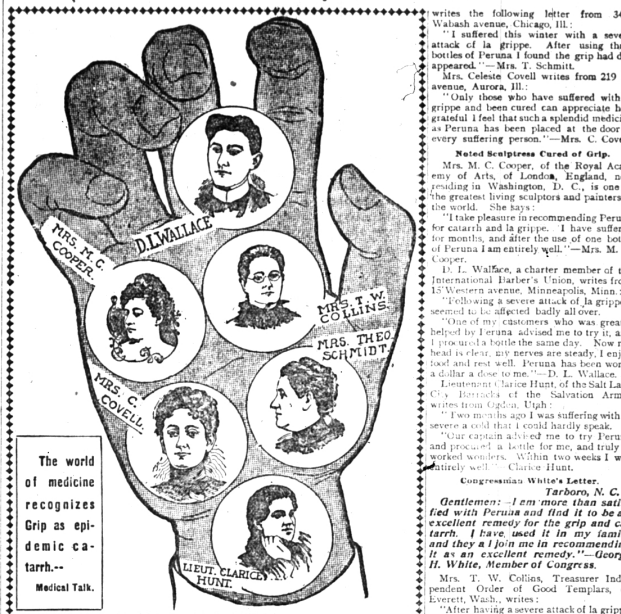 D.L.WALLACE
MRS. M. C.
COOPER.
MRS. T. W.
COLLINS.
MRS. THEO.
SCHMIDT.
MRS. C.
COVELL.
LIEUT. CLARICE
HUNT.
The world
of medicine
recognizes
Grip as epi-
demic ca-
tarrh.--
Medical Talk.
writes the following letter from 34
Wabash avenue, Chicago, Ill.:
"I suffered this winter with a seve
attack of la grippe. After using th
bottles of Peruna I found the grip had d
appeared."—Mrs. T. Schmitt.
Mrs. Celeste Covell writes from 219
avenue, Aurora, Ill.:
"Only those who have suffered with
grippe and been cured can appreciate h
grateful I feel that such a splendid medici
as Peruna has been placed at the door
every suffering person."—Mrs. C. Cove
Noted Sculptress Cured of Grip.
Mrs. M. C. Cooper, of the Royal Aca
emy of Arts, of London, England, n
residing in Washington, D. C., is one
the greatest living sculptors and painters
the world. She says:
"I take pleasure in recommending Peru
for catarrh and la grippe. I have suffer
for months, and after the use of one bot
of Peruna I am entirely well."—Mrs. M.
Cooper.
D. L. Wallace, a charter member of t
International Barber's Union, writes fro
15 Western avenue, Minneapolis, Minn.:
"Following a severe attack of la gripp
seemed to be affected badly all over.
"One of my customers who was grea
helped by Peruna advised me to try it, a
I procured a bottle the same day. Now m
head is clear, my nerves are steady, I enj
food and rest well. Peruna has been wor
a dollar a dose to me."—D. L. Wallace.
Lieutenant Clarice Hunt, of the Salt La
City Barracks of the Salvation Arm
writes from Ogden, Utah:
"Two months ago I was suffering with
severe a cold that I could hardly speak.
"Our captain advised me to try Peru
and procured a bottle for me, and truly
worked wonders. Within two weeks I w
entirely well."—Clarice Hunt.
Congressman White's Letter.
Tarboro, N. C.
Gentlemen:—I am more than sati
fied with Peruna and find it to be a
excellent remedy for the grip and c
tarrh. I have used it in my fami
and they all join me in recommendin
it as an excellent remedy."—Georg
H. White, Member of Congress.
Mrs. T. W. Collins, Treasurer Ind
pendent Order of Good Templars,
Everett, Wash., writes:
"After having a severe attack of la gripp